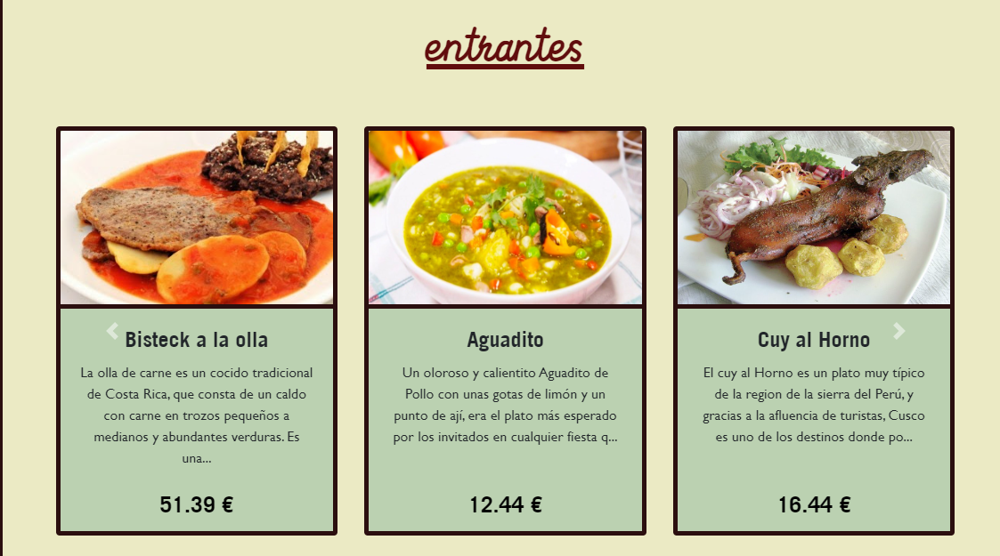 entrantes
Bisteck a la olla
La olla de carne es un cocido tradicional
de Costa Rica, que consta de un caldo
con carne en trozos pequeños a
medianos y abundantes verduras. Es
una...
51.39 €
Aguadito
Un oloroso y calientito Aguadito de
Pollo con unas gotas de limón y un
punto de ají, era el plato más esperado
por los invitados en cualquier fiesta q...
12.44 €
Cuy al Horno
El cuy al Horno es un plato muy típico
de la region de la sierra del Perú, y
gracias a la afluencia de turistas, Cusco
es uno de los destinos donde po...
16.44 €